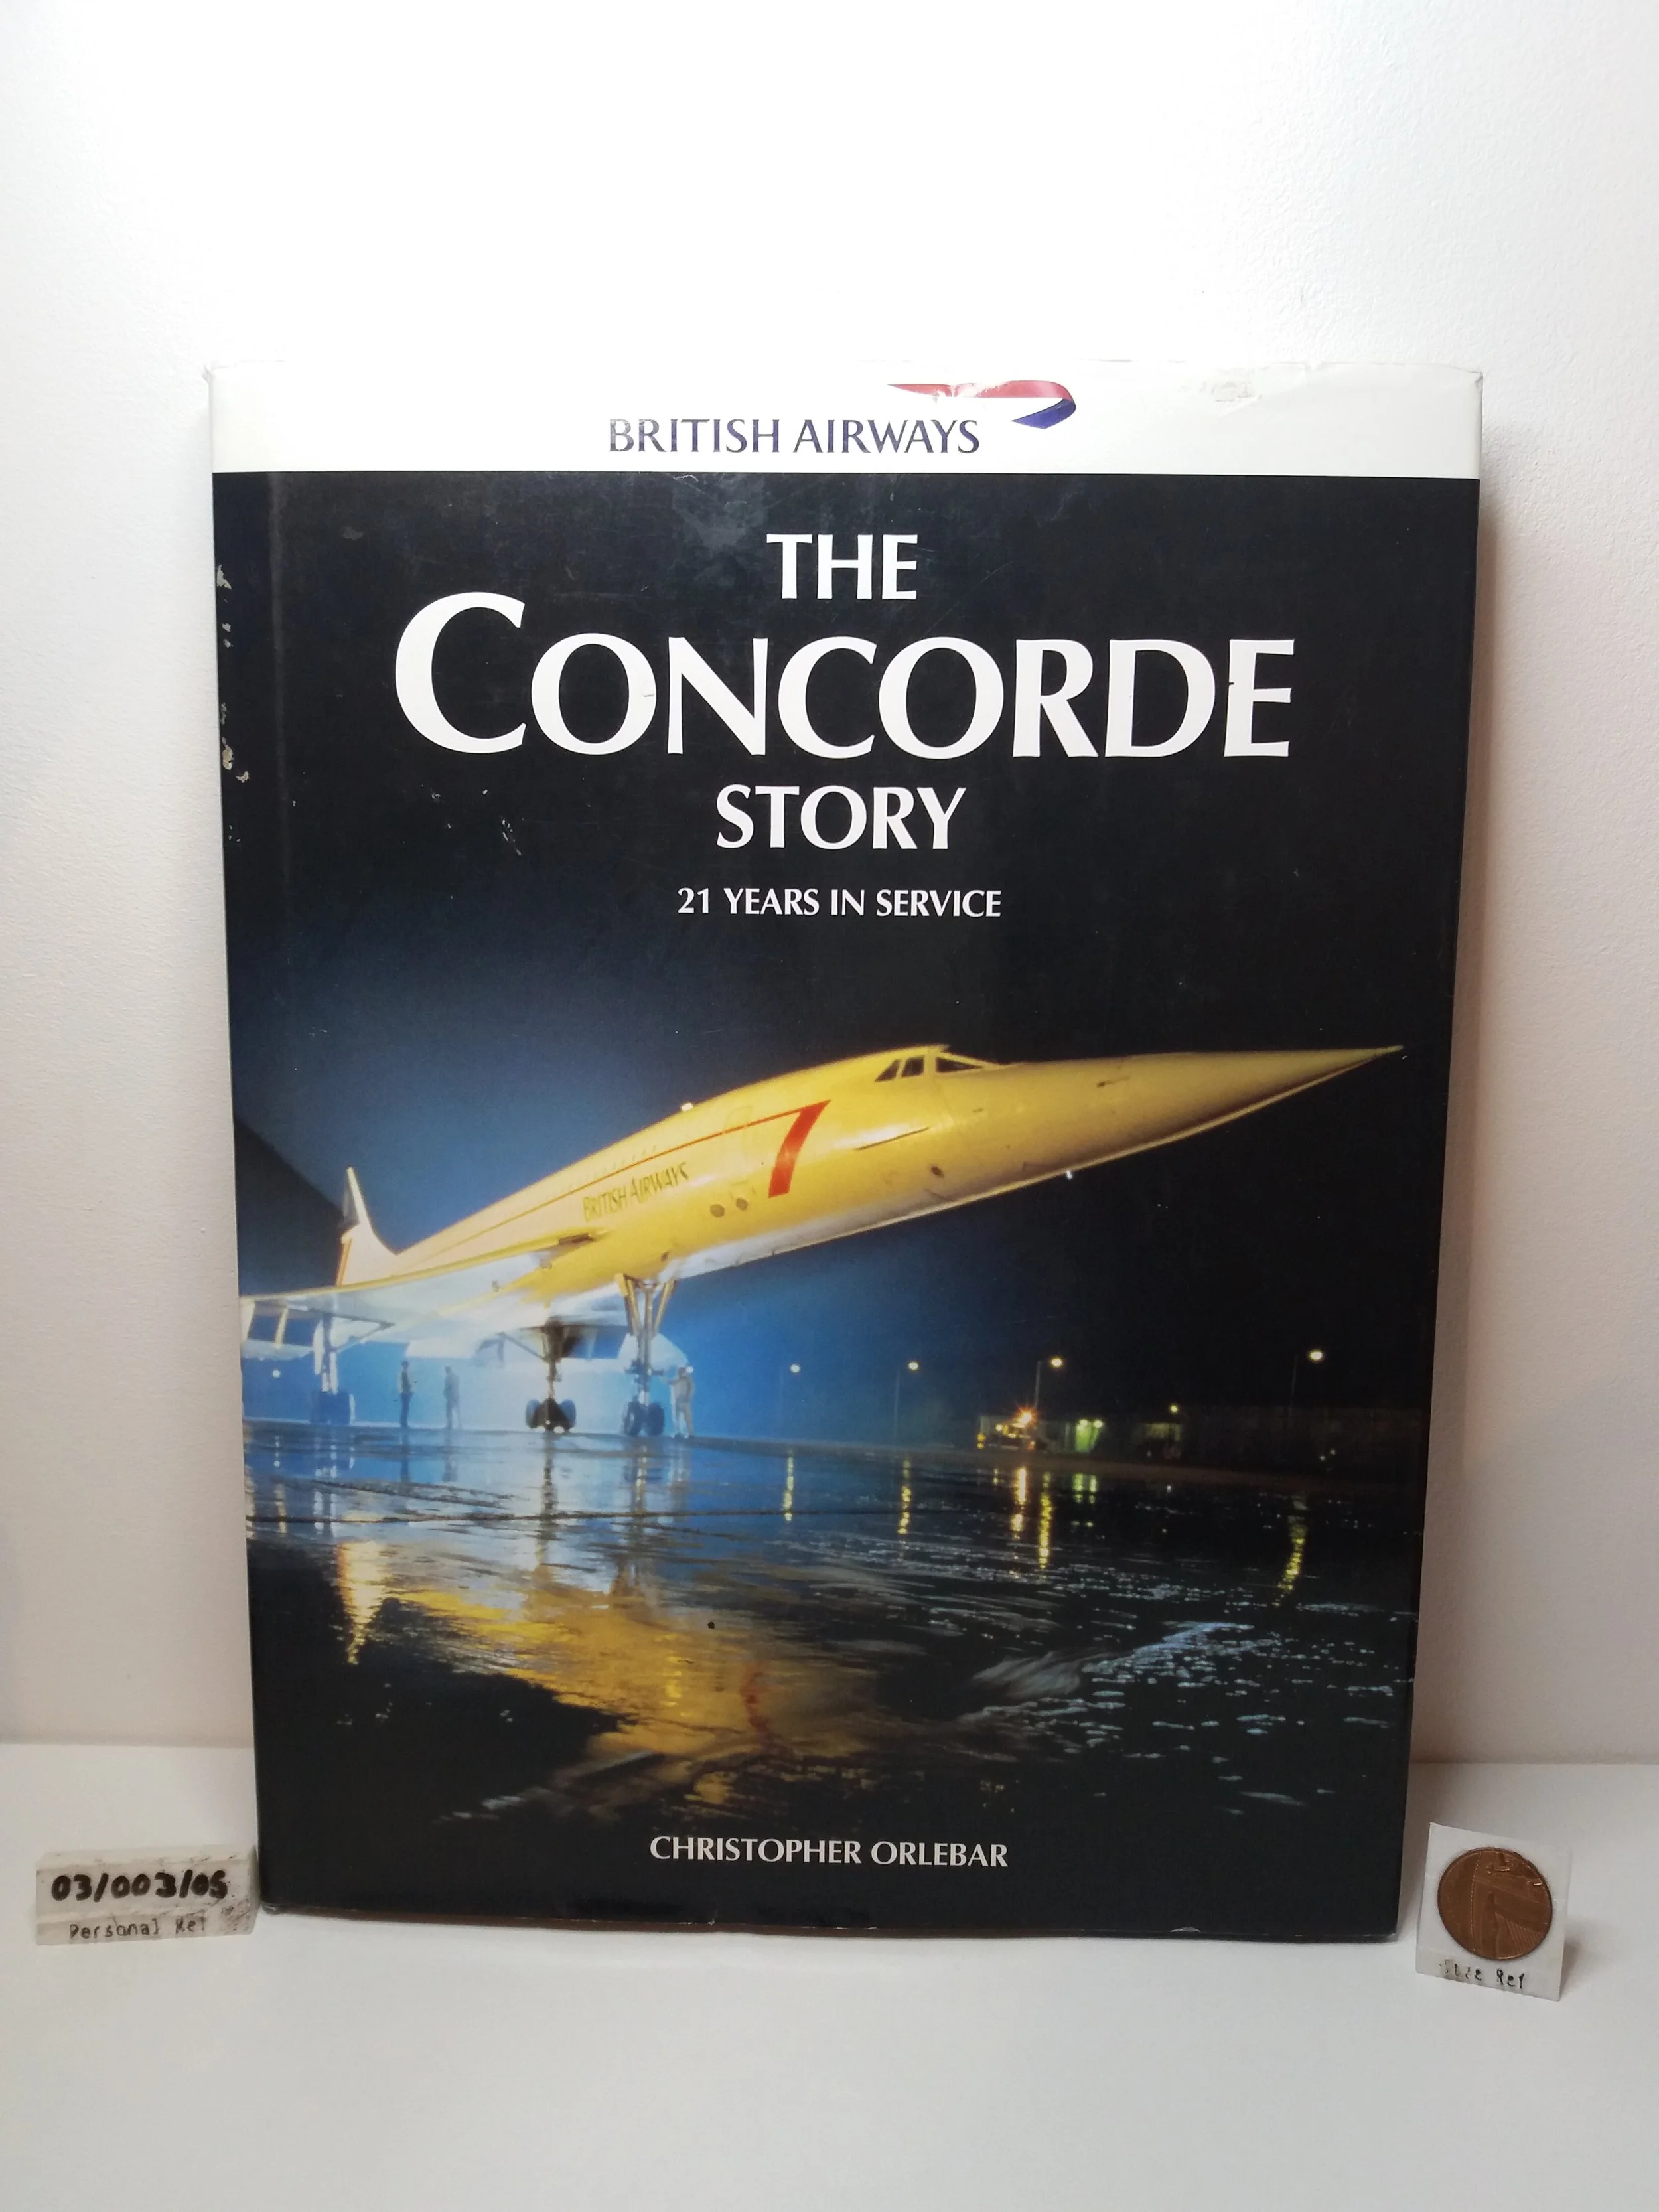 BRITISH AIRWAYS
THE
CONCORDE
STORY
21 YEARS IN SERVICE
7
BRITISH AIRWAYS
CHRISTOPHER ORLEBAR
03/003/05
Personal Ref
Size Ref